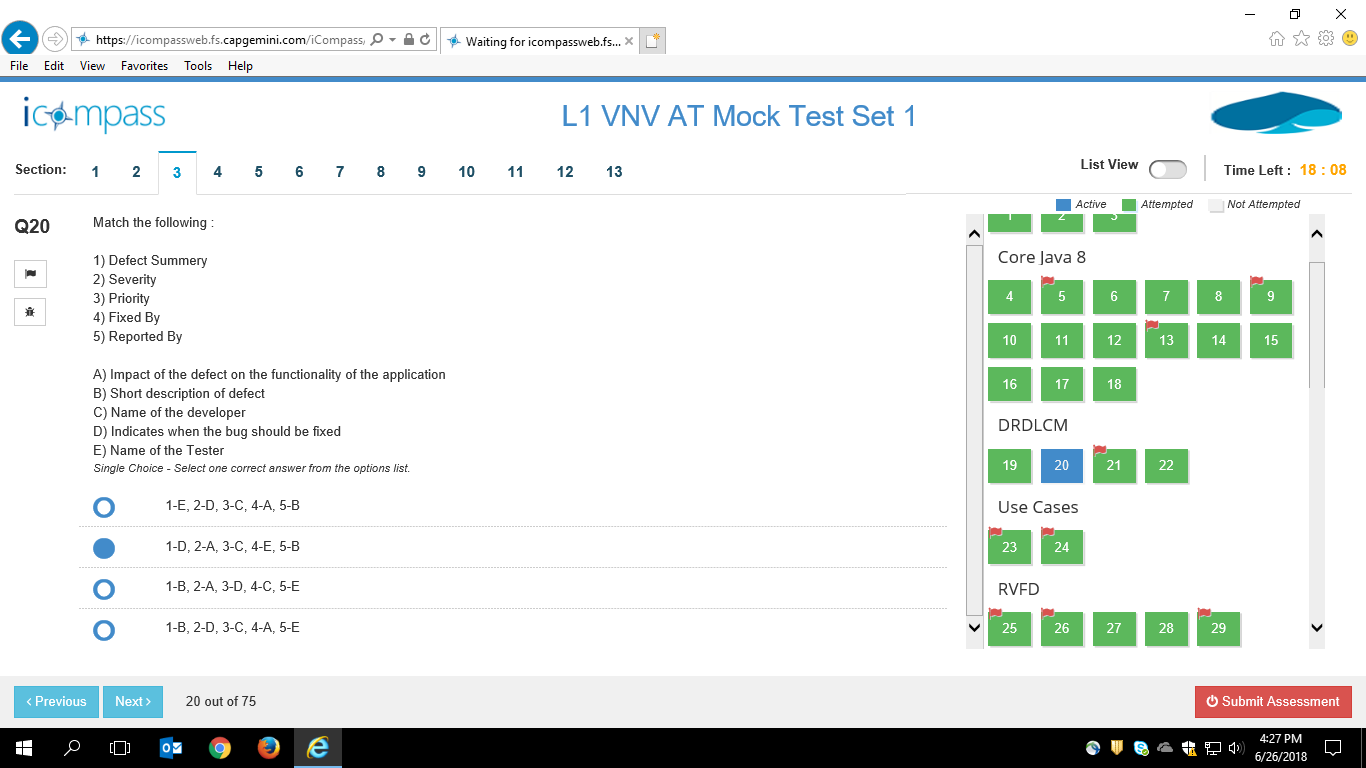 https://icompassweb.fs.capgemini.com/iCompass/
Waiting for icompassweb.fs...
File Edit View Favorites Tools Help
icompass
L1 VNV AT Mock Test Set 1
Section: 1 2 3 4 5 6 7 8 9 10 11 12 13
List View
Time Left : 18 : 08
Active Attempted Not Attempted
Q20
Match the following :
1) Defect Summery
2) Severity
3) Priority
4) Fixed By
5) Reported By
A) Impact of the defect on the functionality of the application
B) Short description of defect
C) Name of the developer
D) Indicates when the bug should be fixed
E) Name of the Tester
Single Choice - Select one correct answer from the options list.
1-E, 2-D, 3-C, 4-A, 5-B
1-D, 2-A, 3-C, 4-E, 5-B
1-B, 2-A, 3-D, 4-C, 5-E
1-B, 2-D, 3-C, 4-A, 5-E
1 2 3
Core Java 8
4 5 6 7 8 9
10 11 12 13 14 15
16 17 18
DRDLCM
19 20 21 22
Use Cases
23 24
RVFD
25 26 27 28 29
Previous Next 20 out of 75
Submit Assessment
4:27 PM
6/26/2018